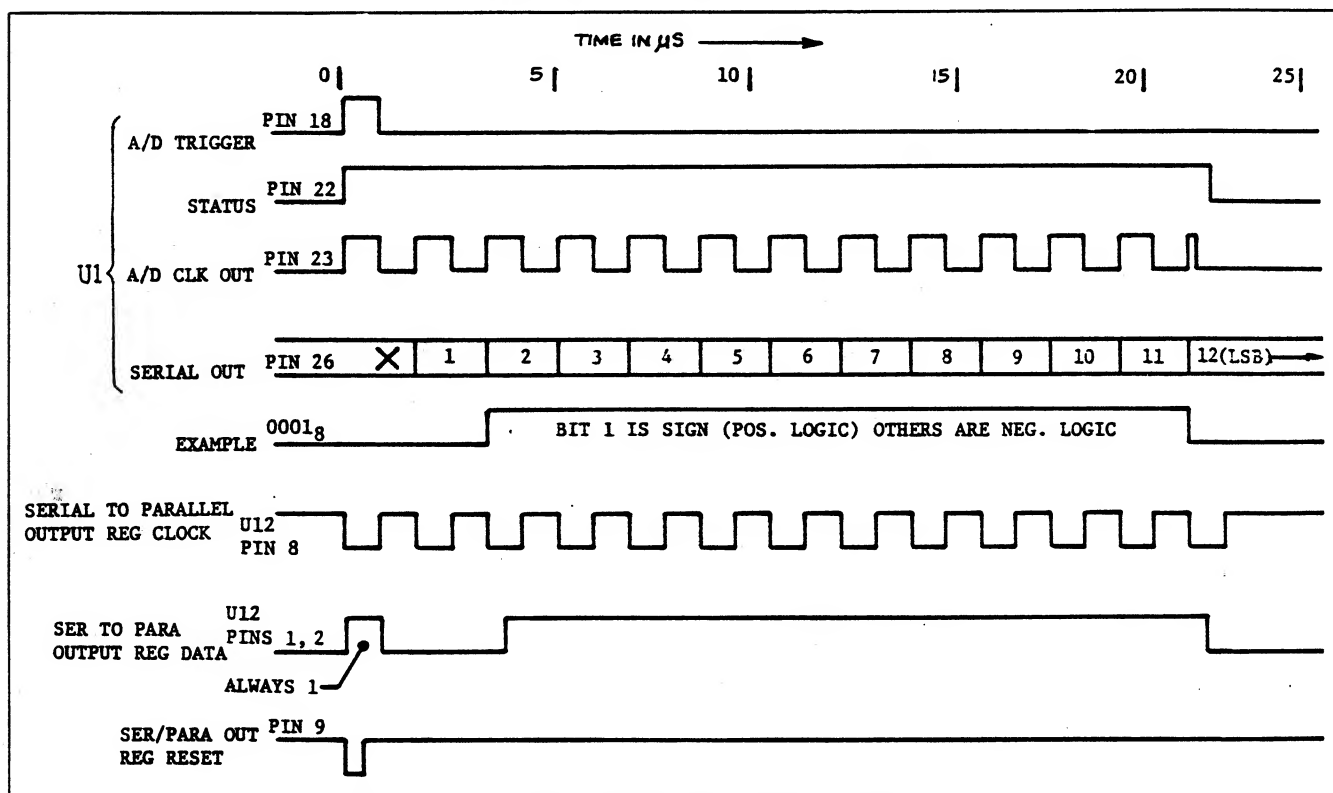 TIME IN µS
0 5 10 15 20 25
PIN 18
A/D TRIGGER
PIN 22
STATUS
U1
PIN 23
A/D CLK OUT
PIN 26
SERIAL OUT
X 1 2 3 4 5 6 7 8 9 10 11 12(LSB)
0001₈
EXAMPLE
BIT 1 IS SIGN (POS. LOGIC) OTHERS ARE NEG. LOGIC
SERIAL TO PARALLEL
OUTPUT REG CLOCK
U12
PIN 8
U12
PINS 1,2
SER TO PARA
OUTPUT REG DATA
ALWAYS 1
PIN 9
SER/PARA OUT
REG RESET